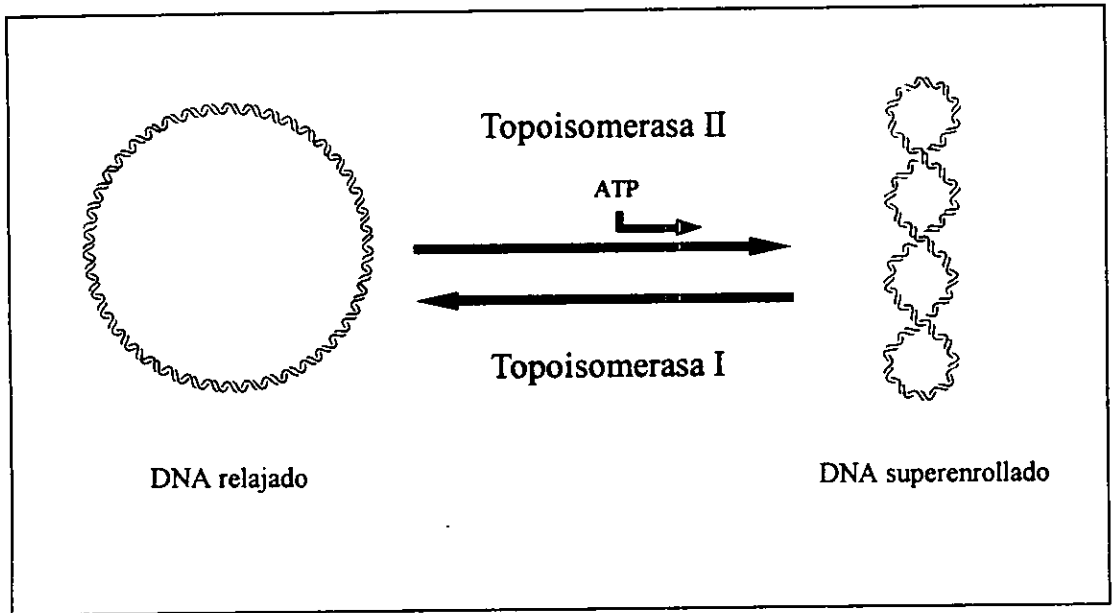 Topoisomerasa II
ATP
Topoisomerasa I
DNA relajado
DNA superenrollado